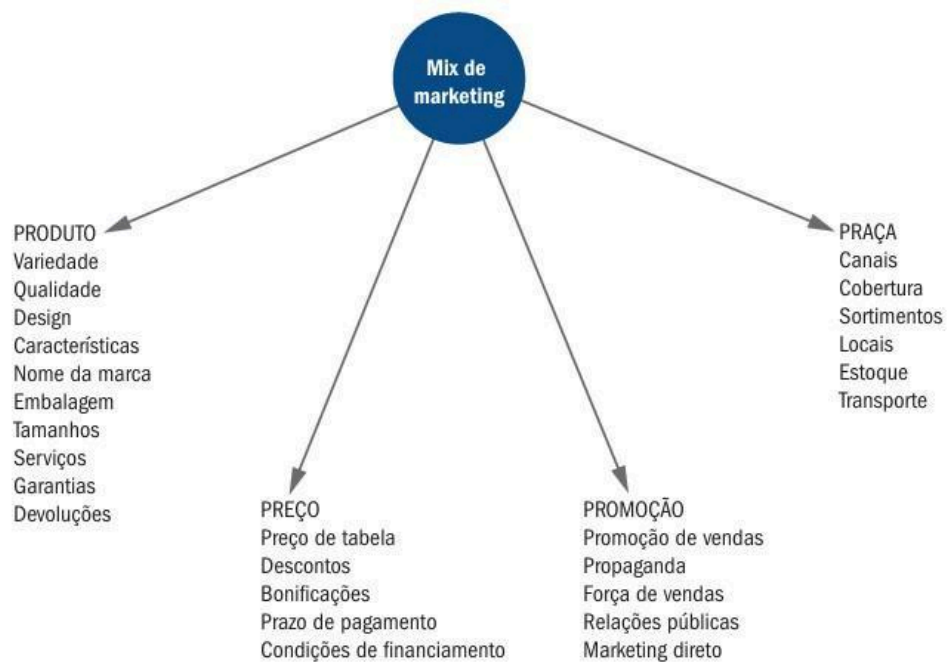 Mix de
marketing
PRODUTO
Variedade
Qualidade
Design
Características
Nome da marca
Embalagem
Tamanhos
Serviços
Garantias
Devoluções
PREÇO
Preço de tabela
Descontos
Bonificações
Prazo de pagamento
Condições de financiamento
PROMOÇÃO
Promoção de vendas
Propaganda
Força de vendas
Relações públicas
Marketing direto
PRAÇA
Canais
Cobertura
Sortimentos
Locais
Estoque
Transporte